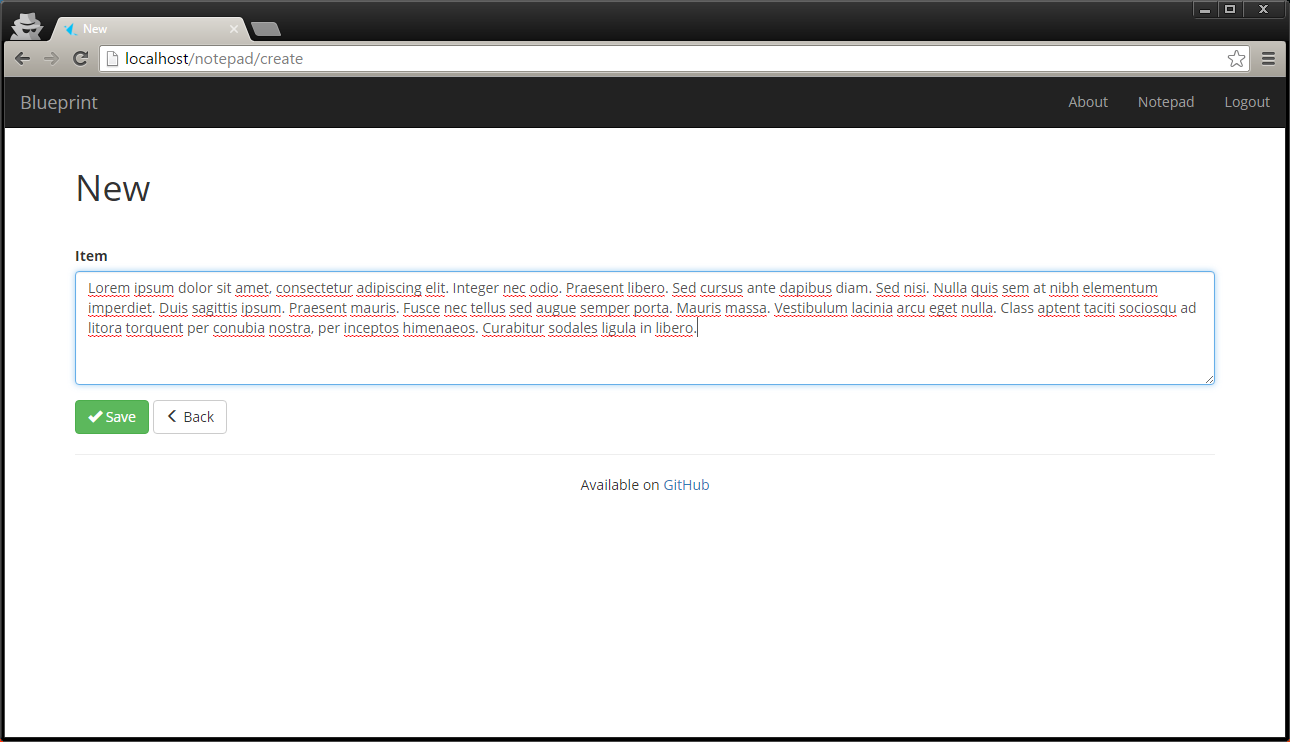 New
localhost/notepad/create
Blueprint
About
Notepad
Logout
New
Item
Lorem ipsum dolor sit amet, consectetur adipiscing elit. Integer nec odio. Praesent libero. Sed cursus ante dapibus diam. Sed nisi. Nulla quis sem at nibh elementum
imperdiet. Duis sagittis ipsum. Praesent mauris. Fusce nec tellus sed augue semper porta. Mauris massa. Vestibulum lacinia arcu eget nulla. Class aptent taciti sociosqu ad
litora torquent per conubia nostra, per inceptos himenaeos. Curabitur sodales ligula in libero.
Save
Back
Available on GitHub